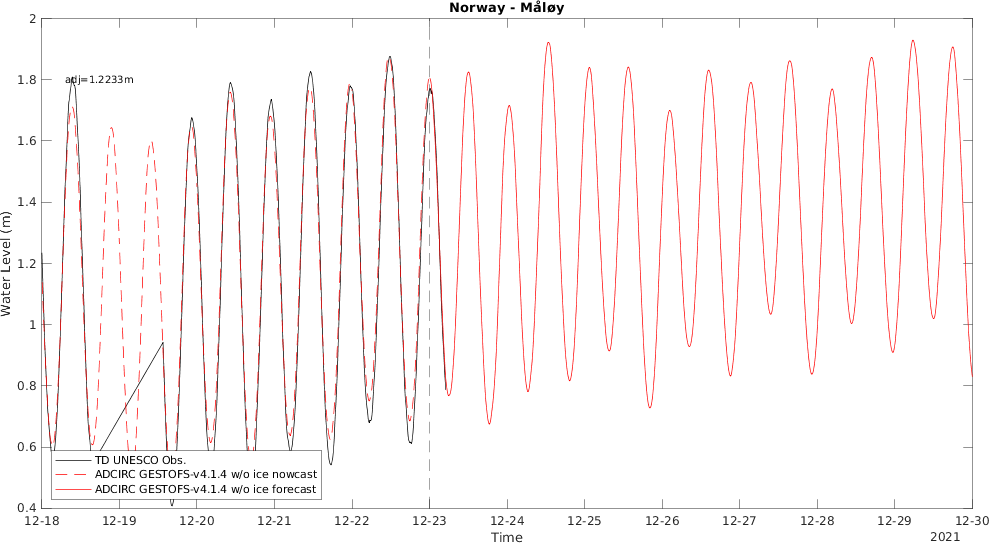 Norway - Måløy
2
1.8
1.6
1.4
1.2
1
0.8
0.6
0.4
Water Level (m)
adj=1.2233m
TD UNESCO Obs.
ADCIRC GESTOFS-v4.1.4 w/o ice nowcast
ADCIRC GESTOFS-v4.1.4 w/o ice forecast
12-18 12-19 12-20 12-21 12-22 12-23 12-24 12-25 12-26 12-27 12-28 12-29 12-30
Time
2021